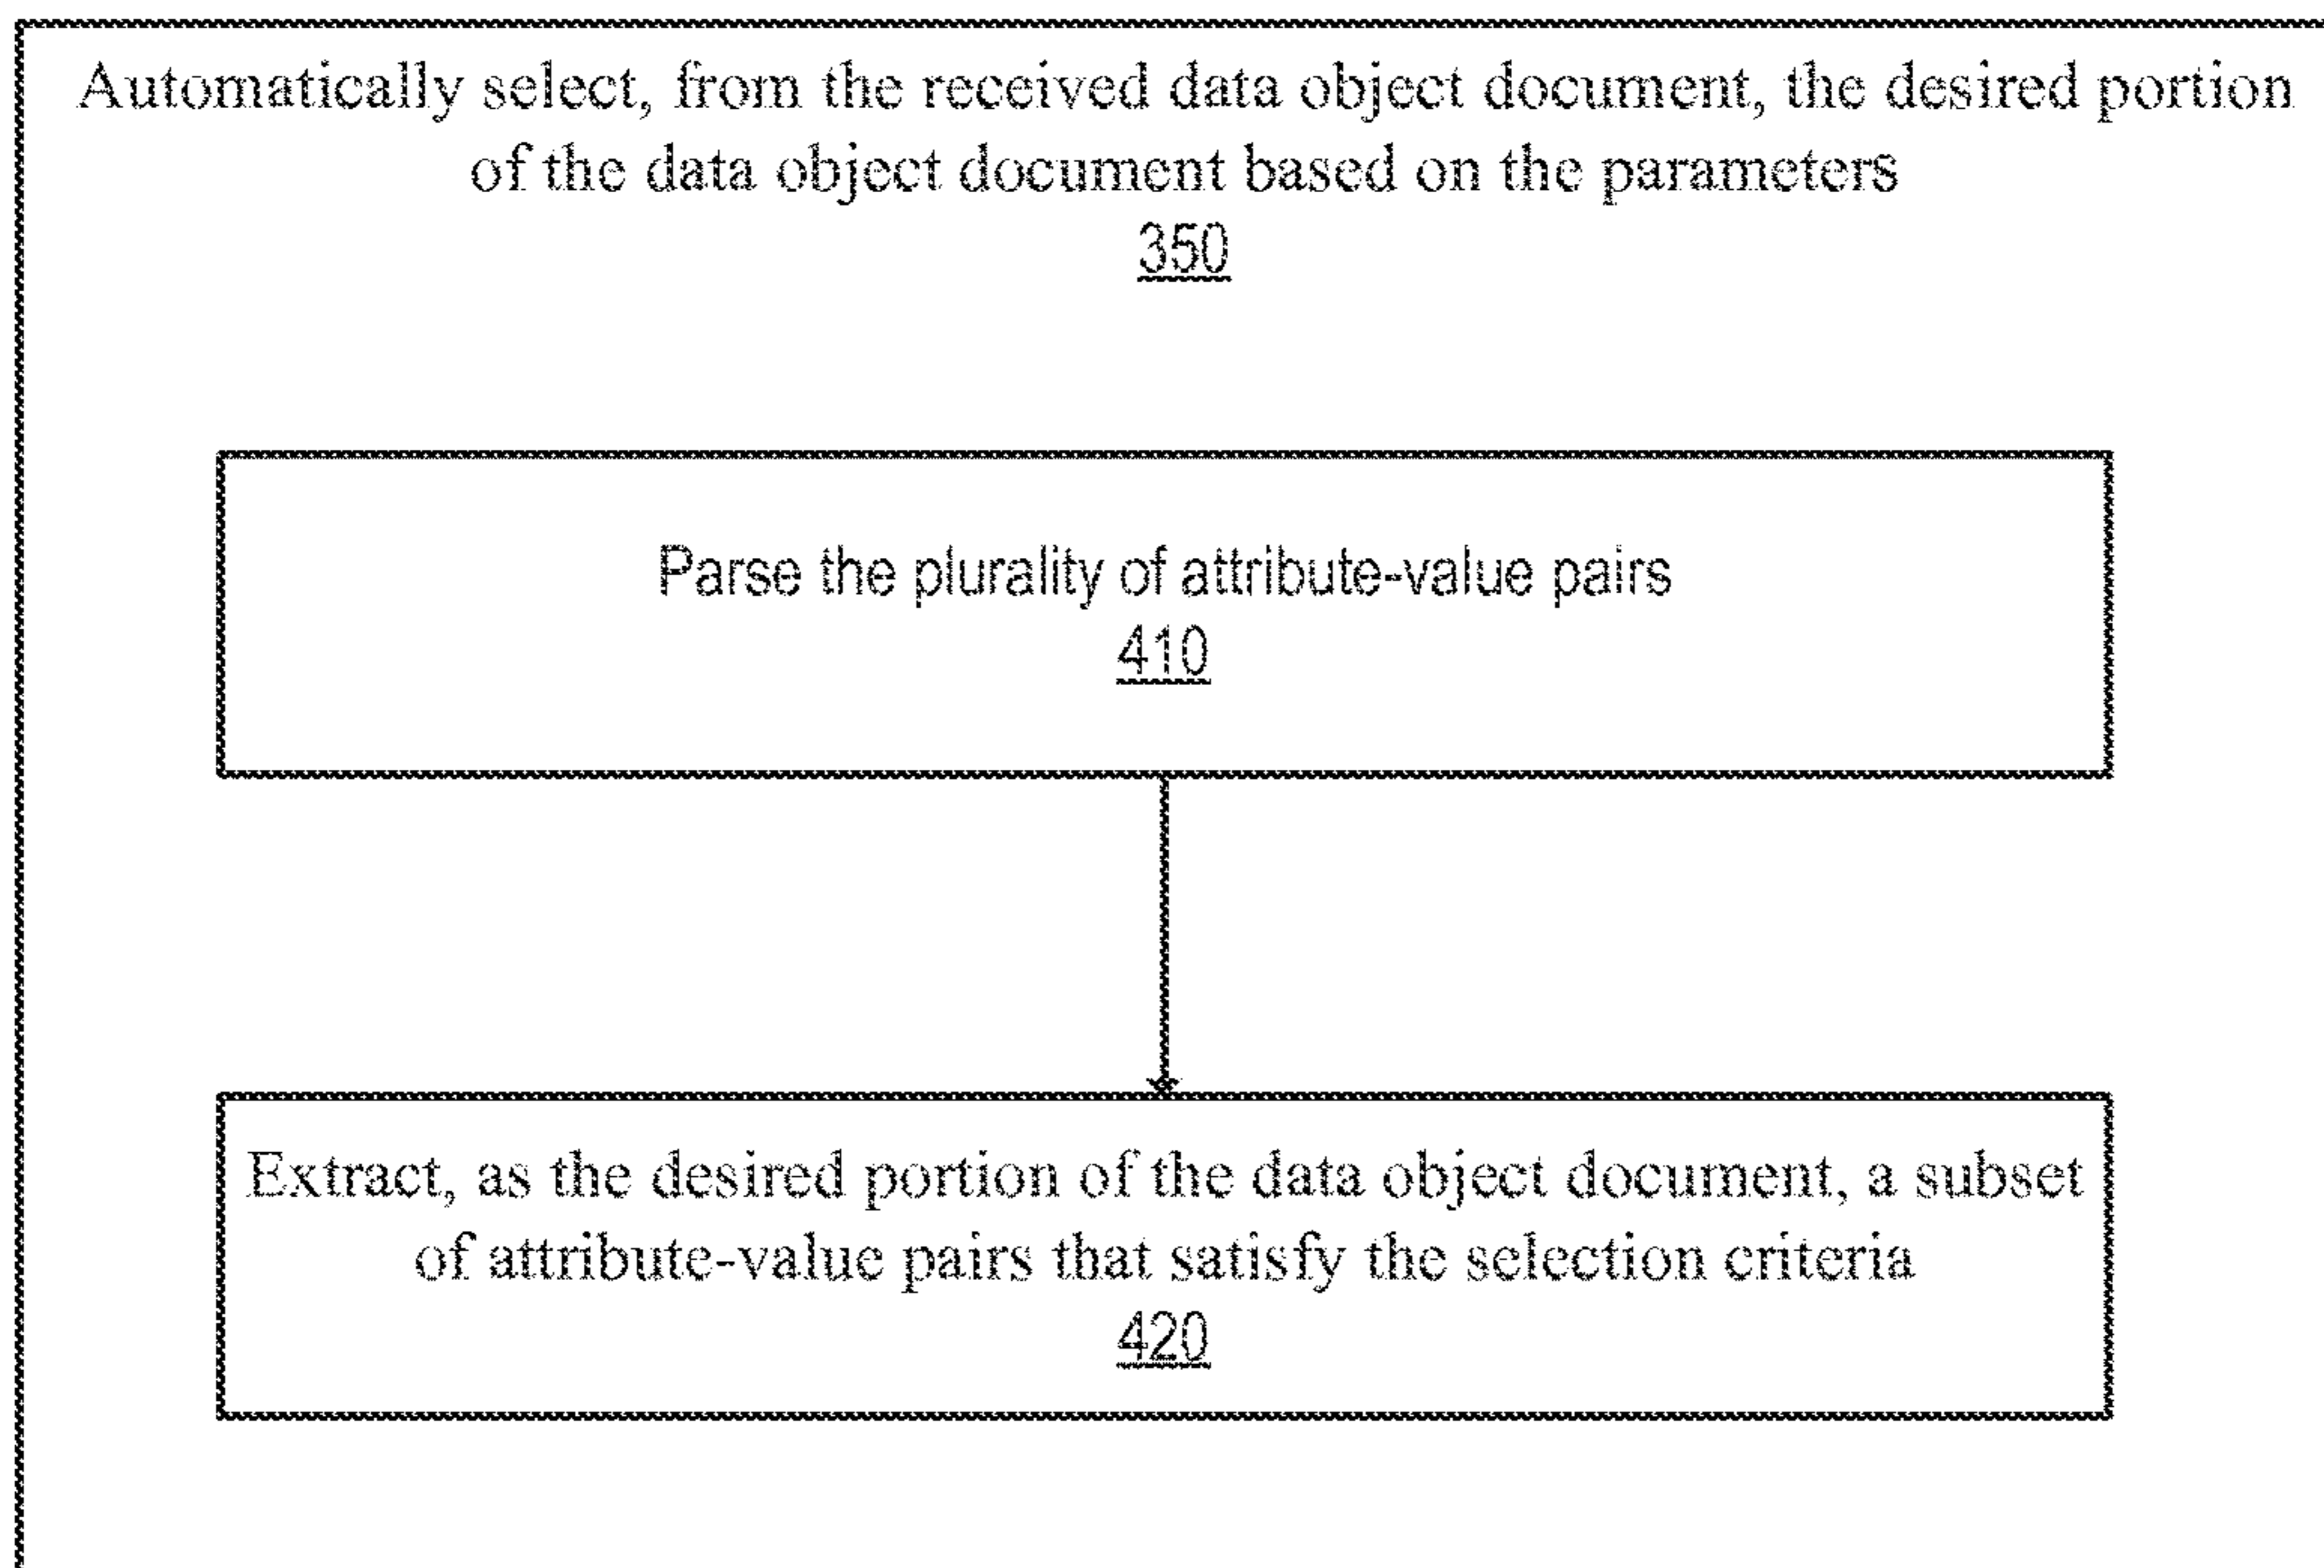 Automatically select, from the received data object document, the desired portion
of the data object document based on the parameters
350
Parse the plurality of attribute-value pairs
410
Extract, as the desired portion of the data object document, a subset
of attribute-value pairs that satisfy the selection criteria
420